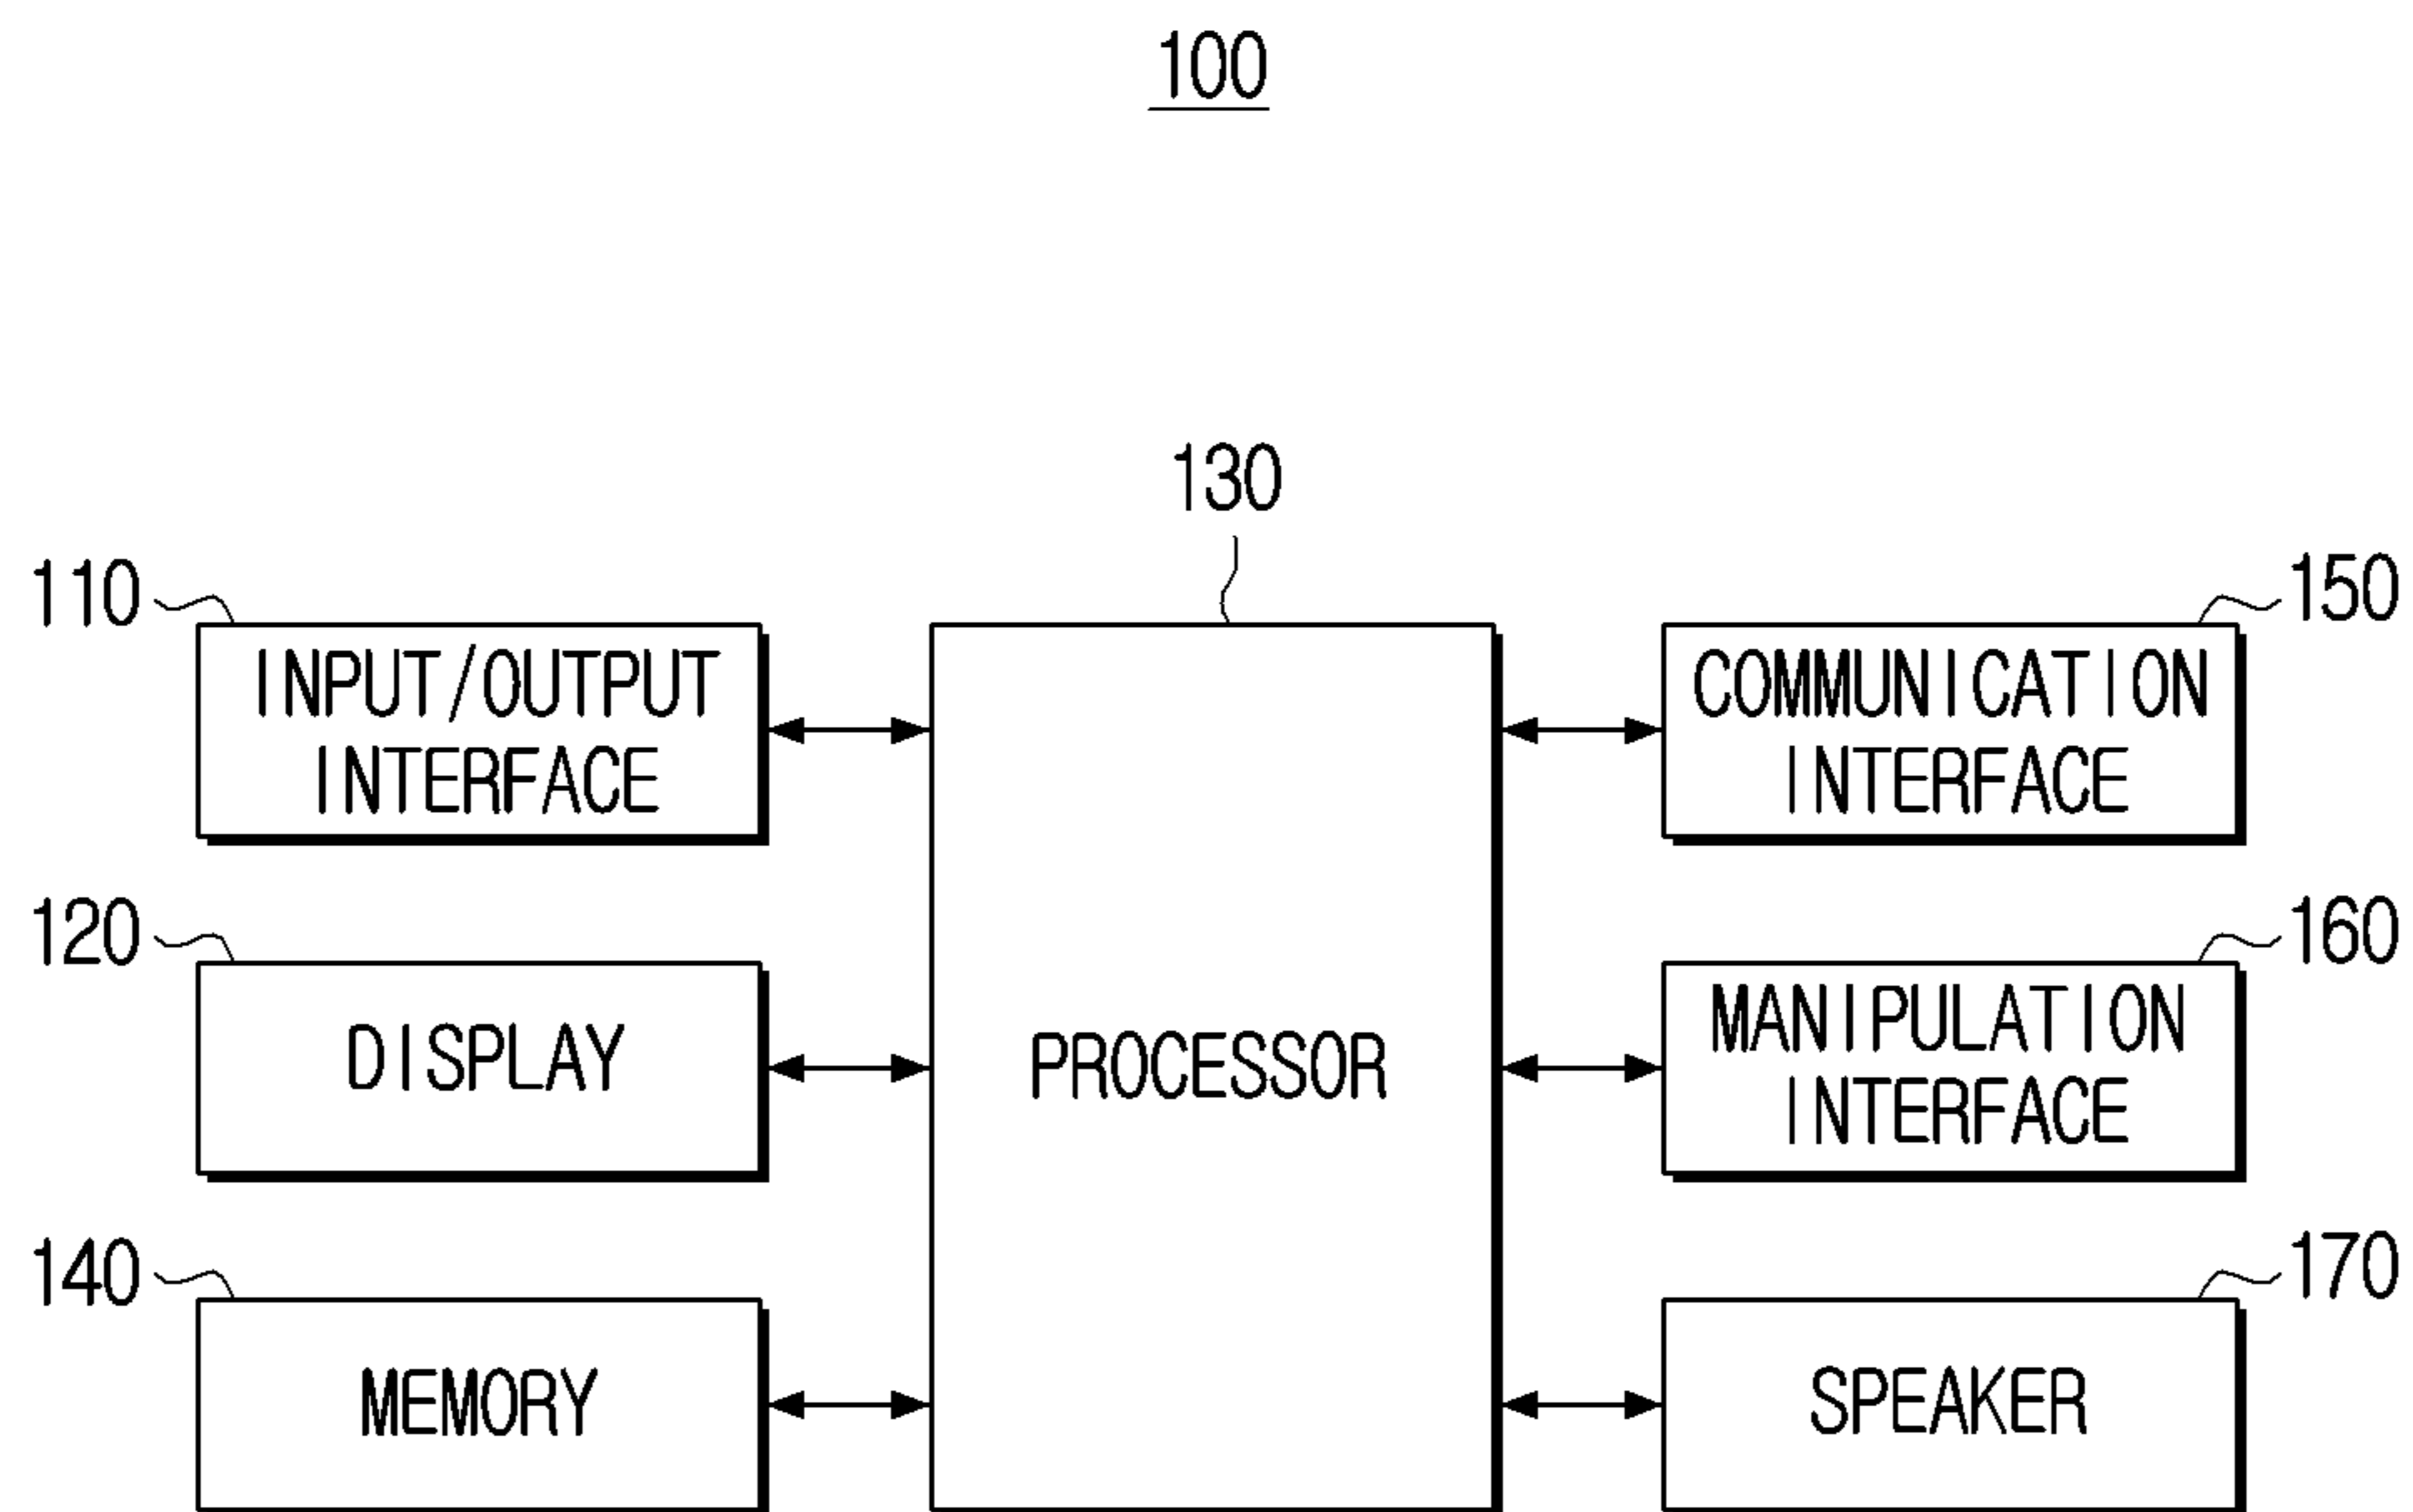 100
130
110
INPUT/OUTPUT
INTERFACE
150
COMMUNICATION
INTERFACE
120
DISPLAY
PROCESSOR
160
MANIPULATION
INTERFACE
140
MEMORY
170
SPEAKER